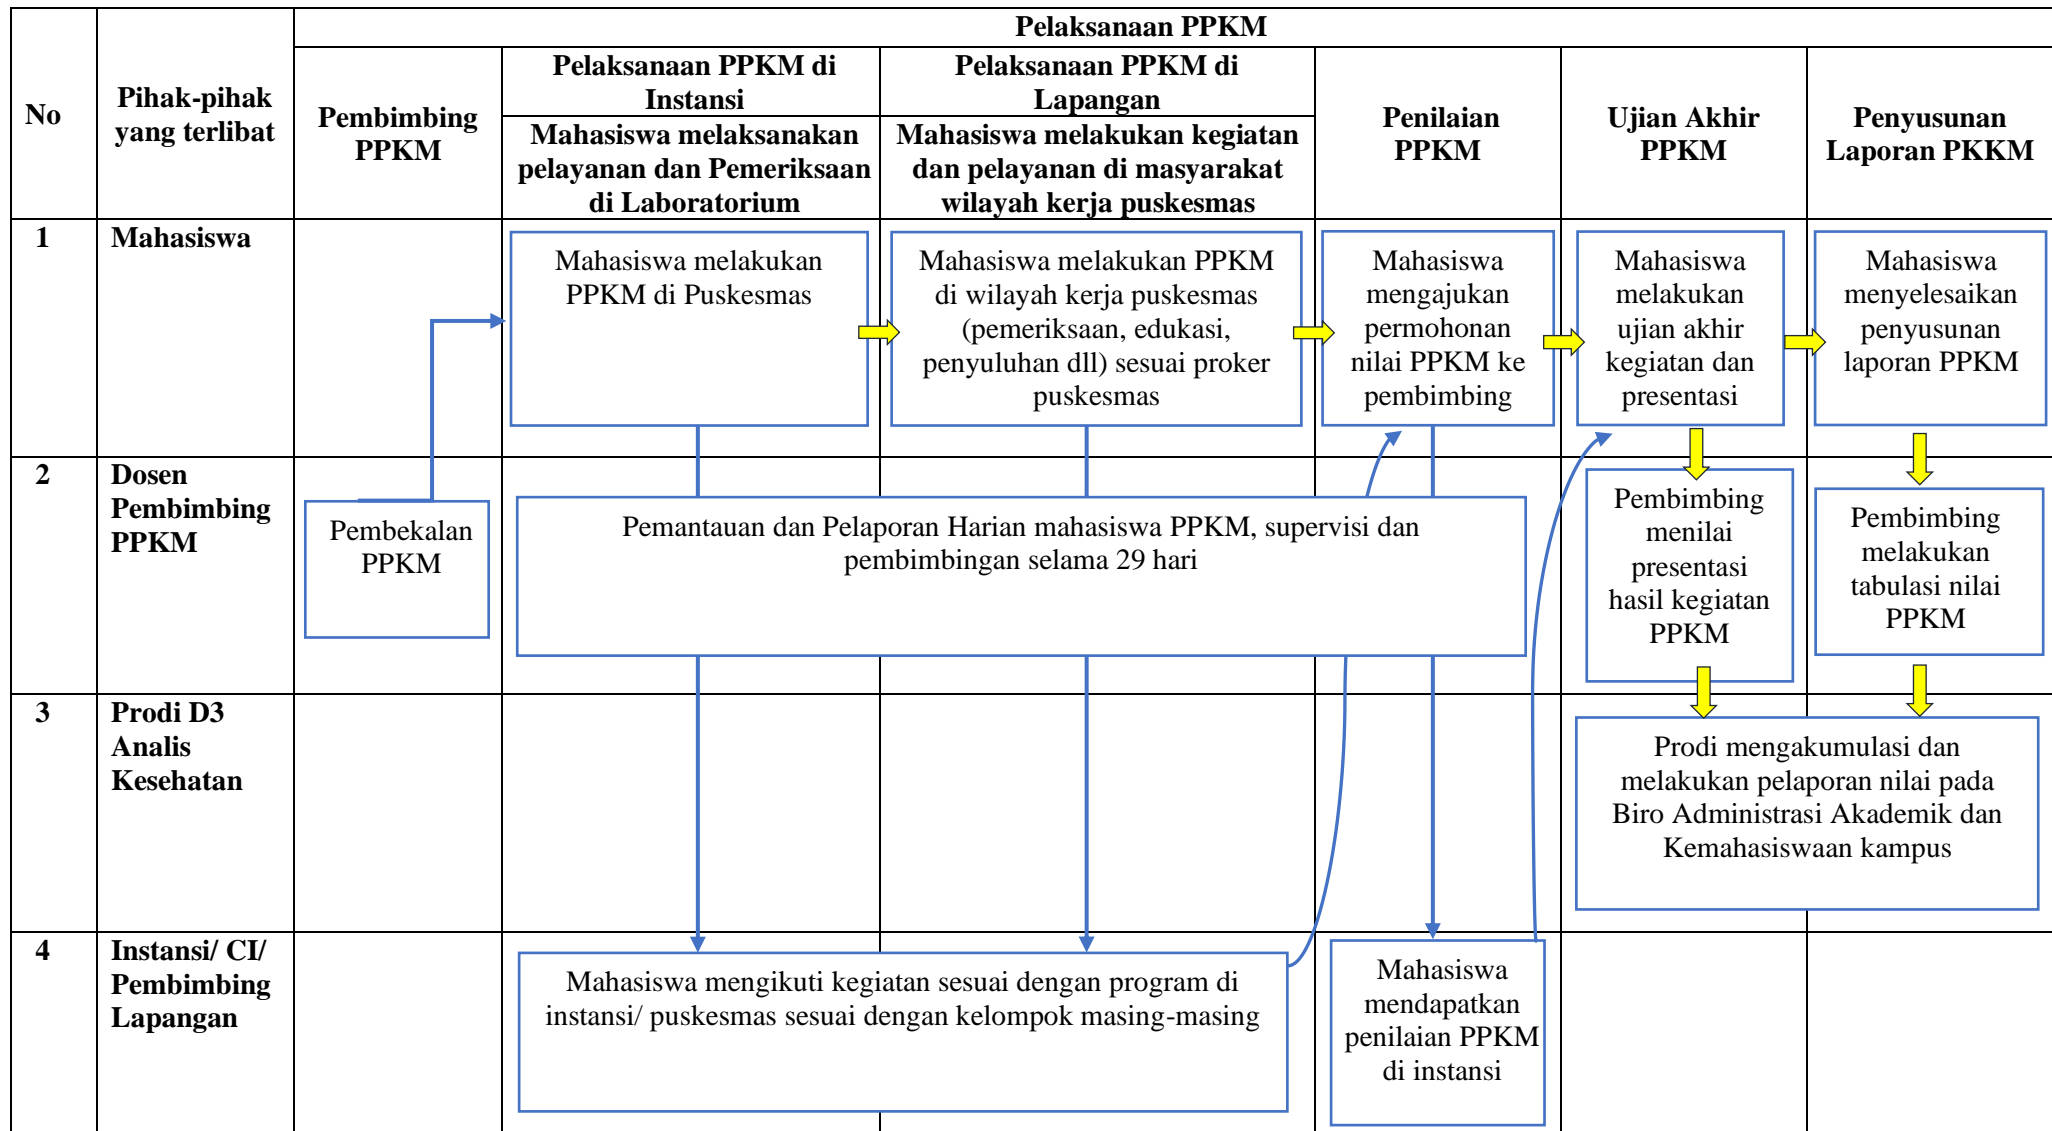 Pelaksanaan PPKM
No
Pihak-pihak
yang terlibat
Pembimbing
PPKM
Pelaksanaan PPKM di
Instansi
Mahasiswa melaksanakan
pelayanan dan Pemeriksaan
di Laboratorium
Pelaksanaan PPKM di
Lapangan
Mahasiswa melakukan kegiatan
dan pelayanan di masyarakat
wilayah kerja puskesmas
Penilaian
PPKM
Ujian Akhir
PPKM
Penyusunan
Laporan PKKM
1
Mahasiswa
Mahasiswa melakukan
PPKM di Puskesmas
Mahasiswa melakukan PPKM
di wilayah kerja puskesmas
(pemeriksaan, edukasi,
penyuluhan dll) sesuai proker
puskesmas
Mahasiswa
mengajukan
permohonan
nilai PPKM ke
pembimbing
Mahasiswa
melakukan
ujian akhir
kegiatan dan
presentasi
Mahasiswa
menyelesaikan
penyusunan
laporan PPKM
2
Dosen
Pembimbing
PPKM
Pembekalan
PPKM
Pemantauan dan Pelaporan Harian mahasiswa PPKM, supervisi dan
pembimbingan selama 29 hari
Pembimbing
menilai
presentasi
hasil kegiatan
PPKM
Pembimbing
melakukan
tabulasi nilai
PPKM
3
Prodi D3
Analis
Kesehatan
Prodi mengakumulasi dan
melakukan pelaporan nilai pada
Biro Administrasi Akademik dan
Kemahasiswaan kampus
4
Instansi/ CI/
Pembimbing
Lapangan
Mahasiswa mengikuti kegiatan sesuai dengan program di
instansi/ puskesmas sesuai dengan kelompok masing-masing
Mahasiswa
mendapatkan
penilaian PPKM
di instansi